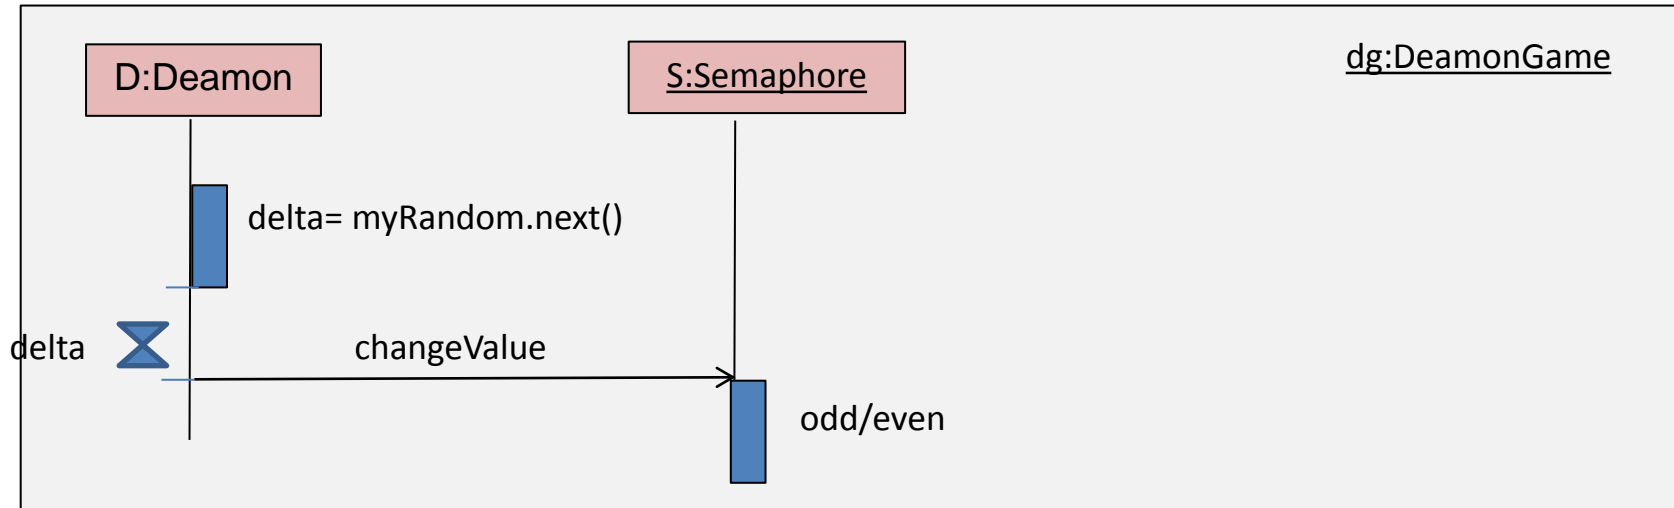 D:Deamon
S:Semaphore
dg:DeamonGame
delta= myRandom.next()
delta
changeValue
odd/even